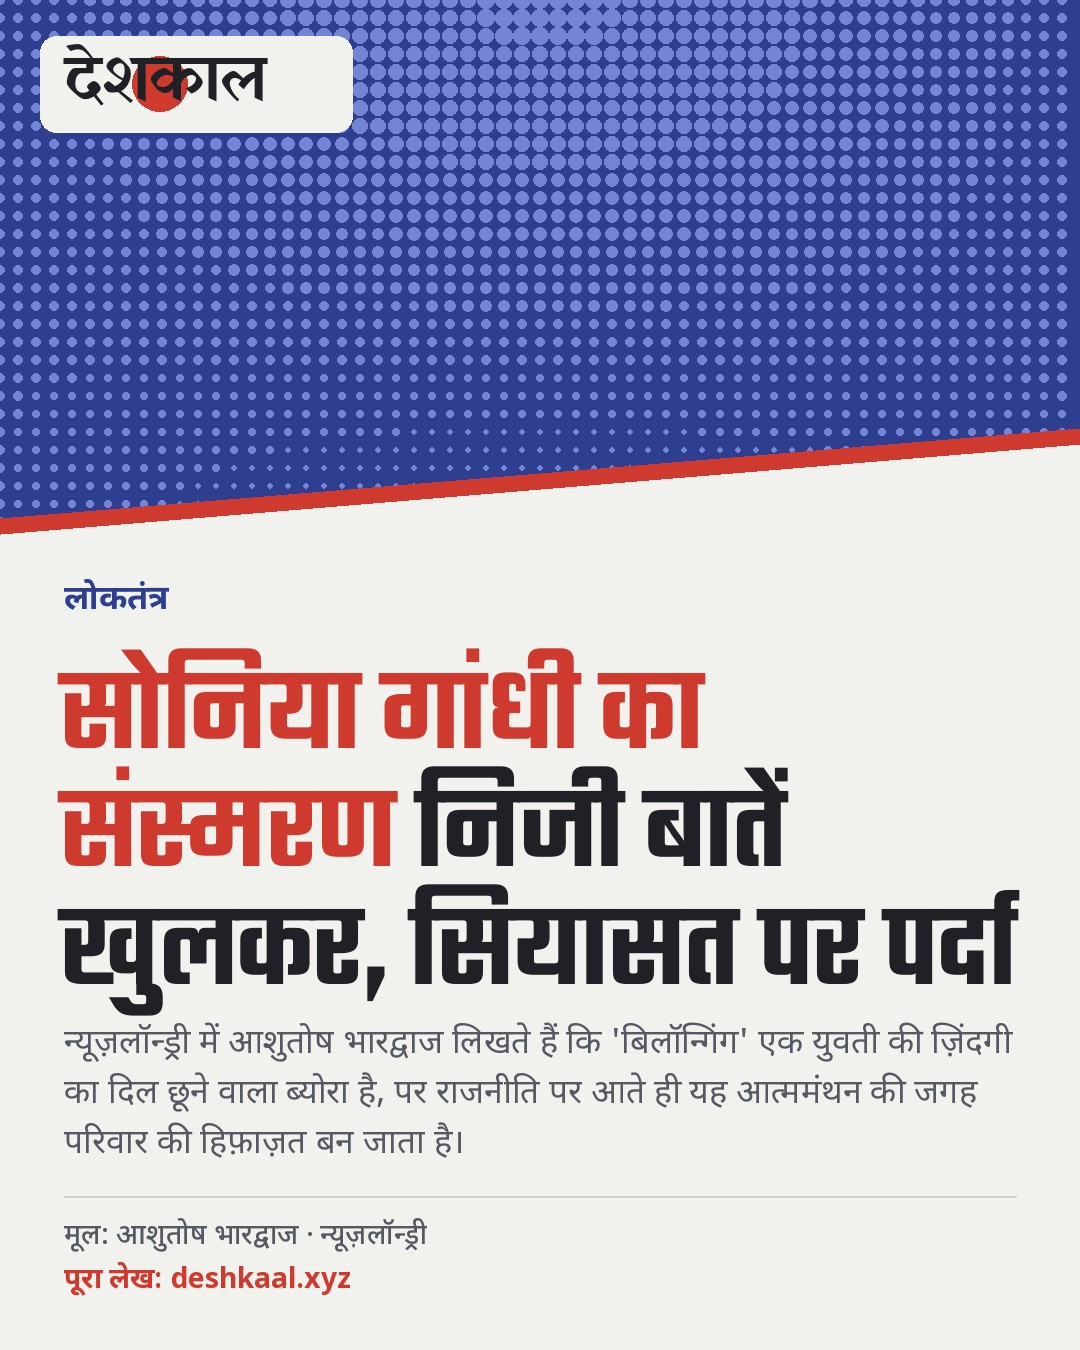 देशकाल
लोकतंत्र
सोनिया गांधी का
संस्मरण निजी बातें
खुलकर, सियासत पर पर्दा
न्यूज़लॉन्ड्री में आशुतोष भारद्वाज लिखते हैं कि 'बिलॉन्गिंग' एक युवती की ज़िंदगी
का दिल छूने वाला ब्योरा है, पर राजनीति पर आते ही यह आत्ममंथन की जगह
परिवार की हिफ़ाज़त बन जाता है।
मूल: आशुतोष भारद्वाज · न्यूज़लॉन्ड्री
पूरा लेख: deshkaal.xyz